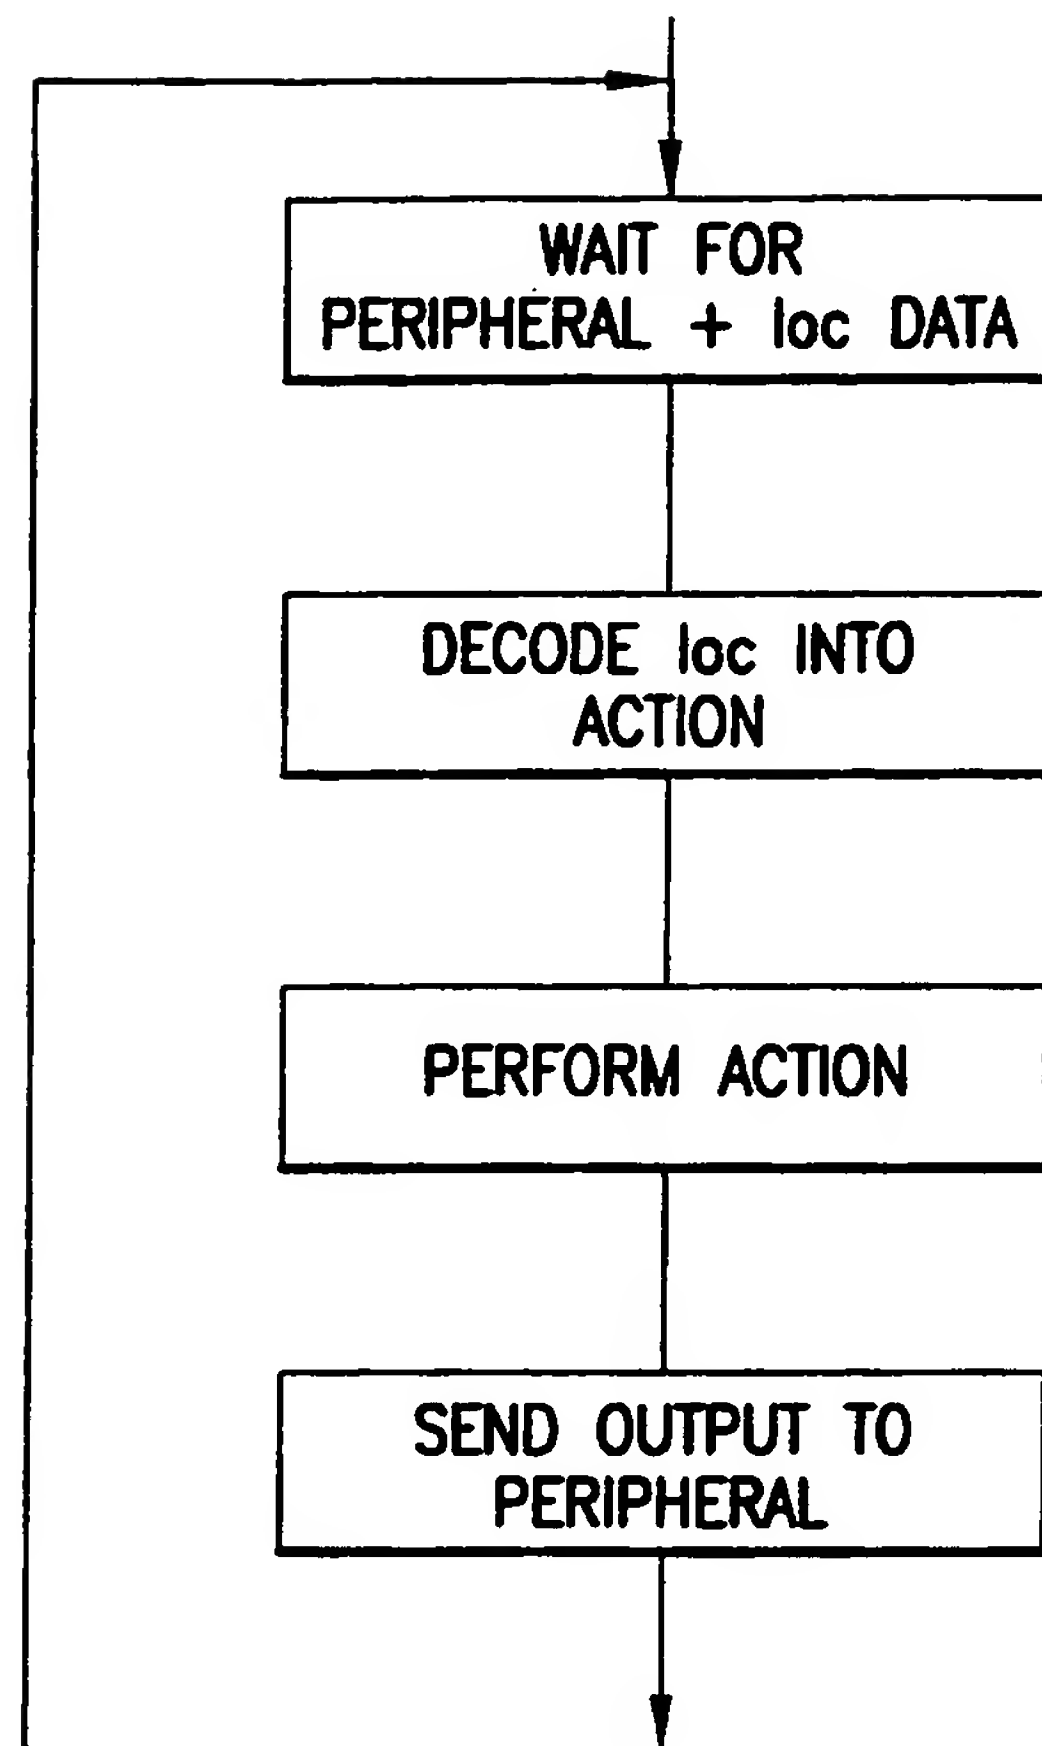 WAIT FOR
PERIPHERAL + loc DATA
DECODE loc INTO
ACTION
PERFORM ACTION
SEND OUTPUT TO
PERIPHERAL